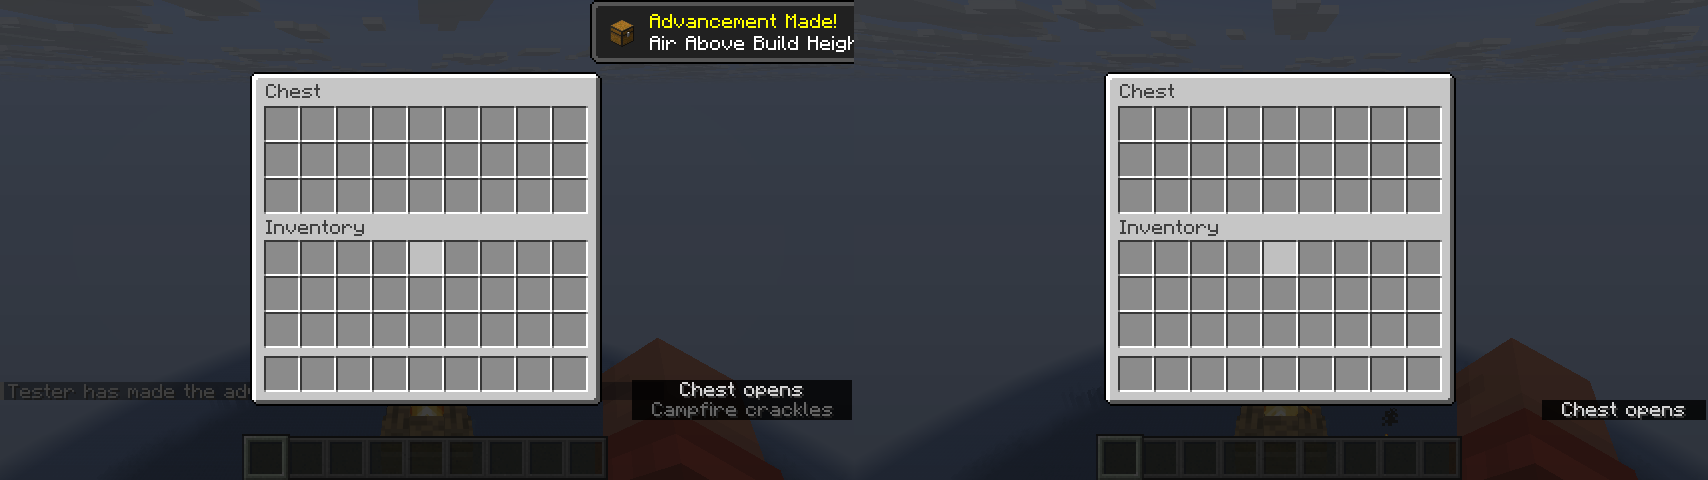 Advancement Made!
Air Above Build Heigh
Chest
Inventory
Tester has made the adv
Chest opens
Campfire crackles
Chest
Inventory
Chest opens